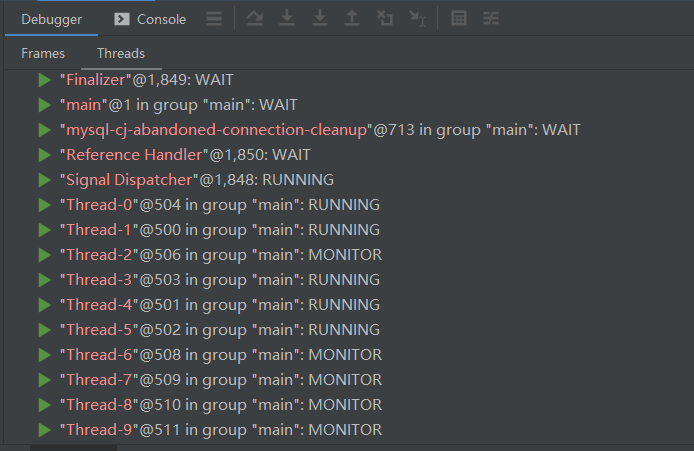 Debugger Console
Frames Threads
"Finalizer"@1,849: WAIT
"main"@1 in group "main": WAIT
"mysql-cj-abandoned-connection-cleanup"@713 in group "main": WAIT
"Reference Handler"@1,850: WAIT
"Signal Dispatcher"@1,848: RUNNING
"Thread-0"@504 in group "main": RUNNING
"Thread-1"@500 in group "main": RUNNING
"Thread-2"@506 in group "main": MONITOR
"Thread-3"@503 in group "main": RUNNING
"Thread-4"@501 in group "main": RUNNING
"Thread-5"@502 in group "main": RUNNING
"Thread-6"@508 in group "main": MONITOR
"Thread-7"@509 in group "main": MONITOR
"Thread-8"@510 in group "main": MONITOR
"Thread-9"@511 in group "main": MONITOR